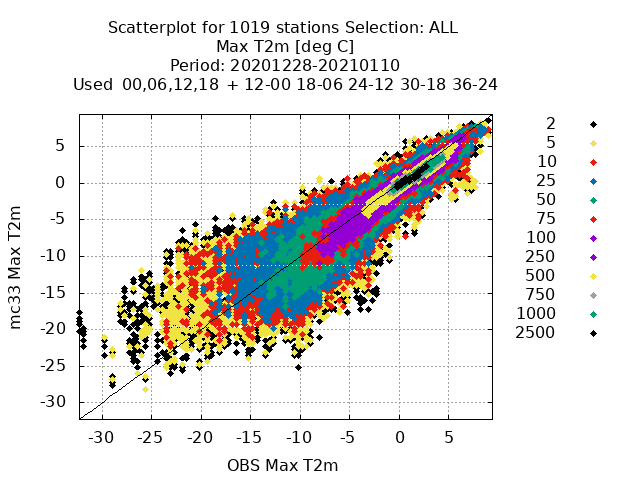 Scatterplot for 1019 stations Selection: ALL
Max T2m [deg C]
Period: 20201228-20210110
Used 00,06,12,18 + 12-00 18-06 24-12 30-18 36-24
mc33 Max T2m
5
0
-5
-10
-15
-20
-25
-30
-30 -25 -20 -15 -10 -5 0 5
OBS Max T2m
2
5
10
25
50
75
100
250
500
750
1000
2500